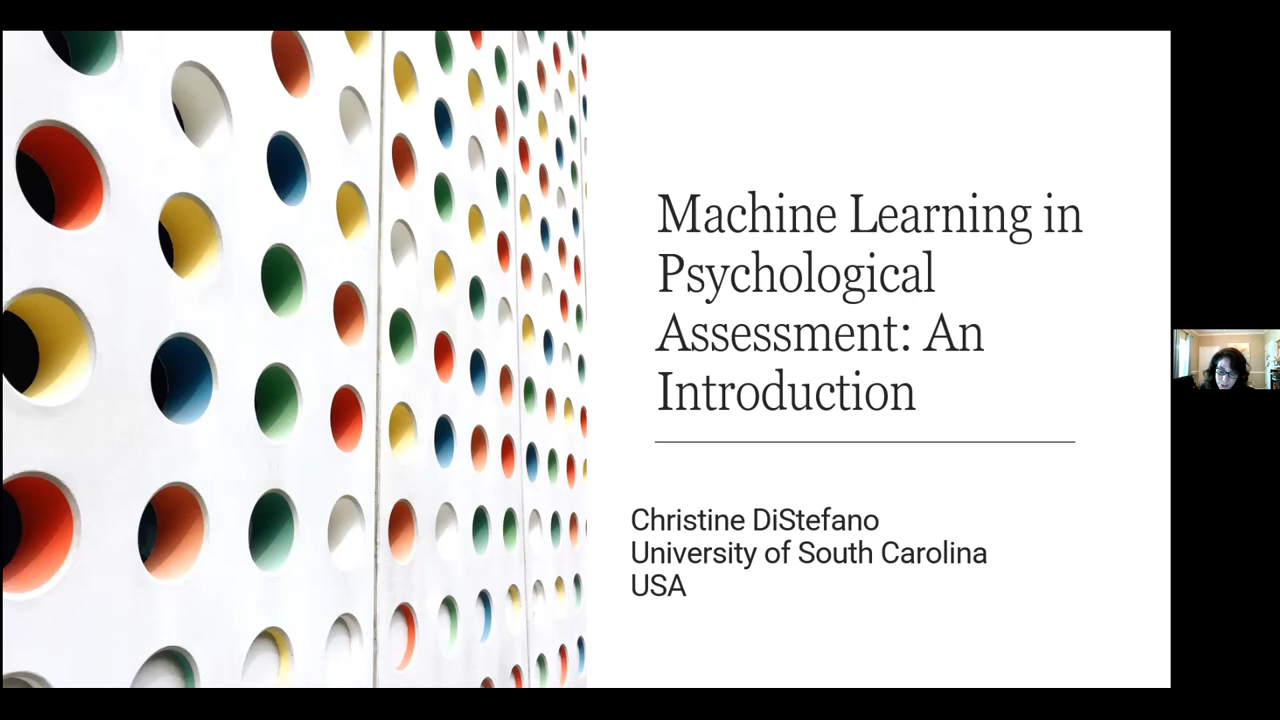 Machine Learning in
Psychological
Assessment: An
Introduction
Christine DiStefano
University of South Carolina
USA